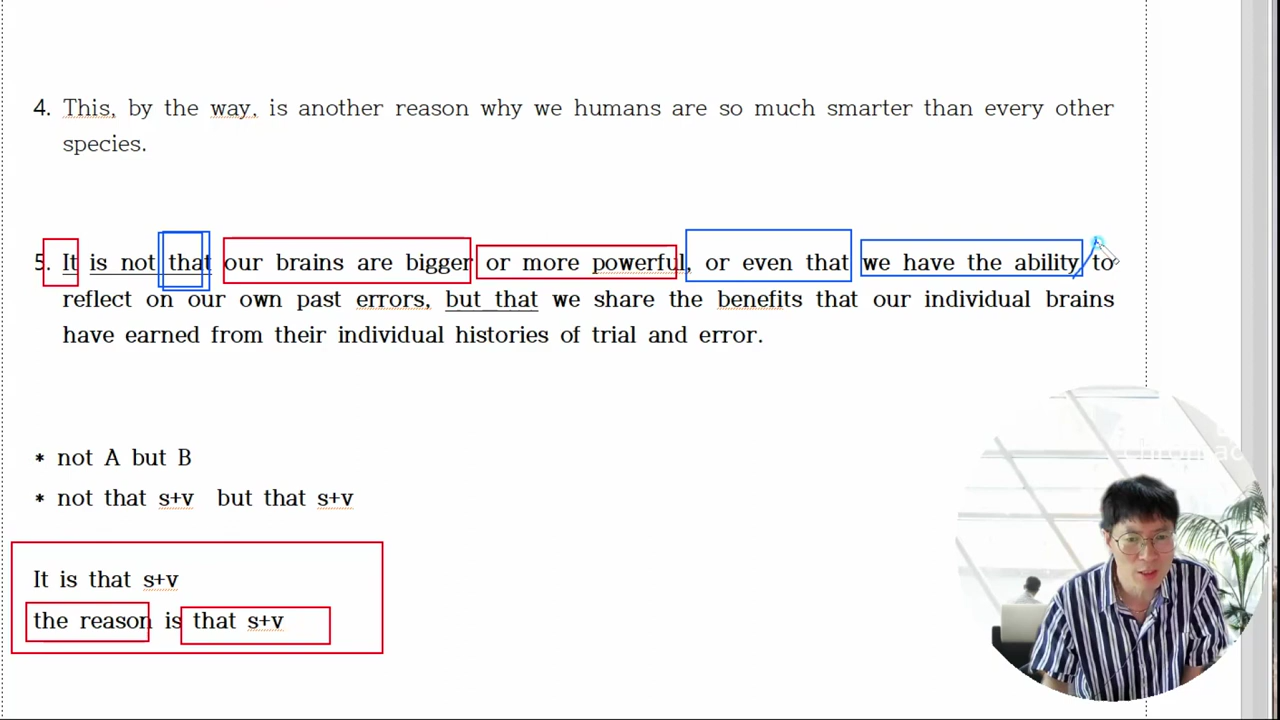 4. This, by the way, is another reason why we humans are so much smarter than every other
species.
5. It is not that our brains are bigger or more powerful, or even that we have the ability to
reflect on our own past errors, but that we share the benefits that our individual brains
have earned from their individual histories of trial and error.
* not A but B
* not that s+v but that s+v
It is that s+v
the reason is that s+v